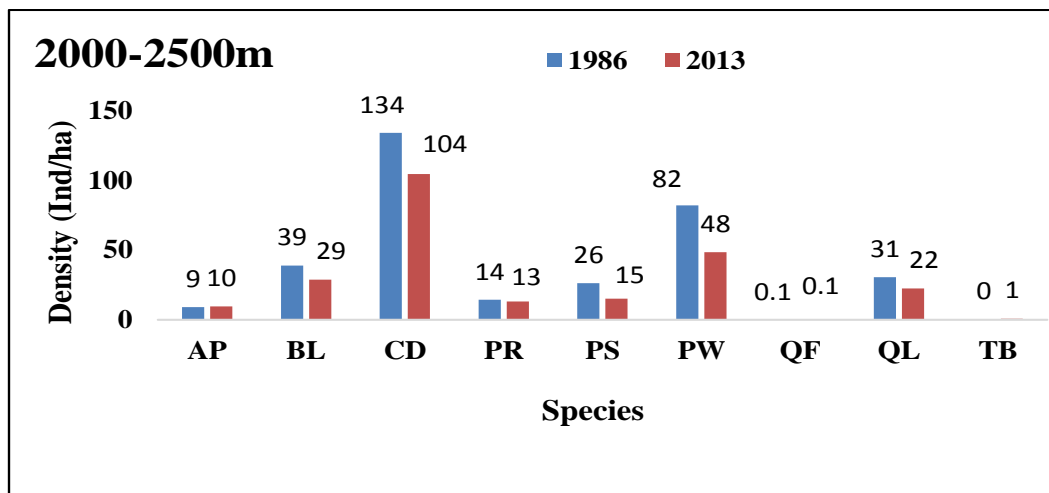 2000-2500m
1986 2013
Density (Ind/ha)
150
100
50
0
9 10 39 29 134 104 14 13 26 15 82 48 0.1 0.1 31 22 0 1
AP BL CD PR PS PW QF QL TB
Species